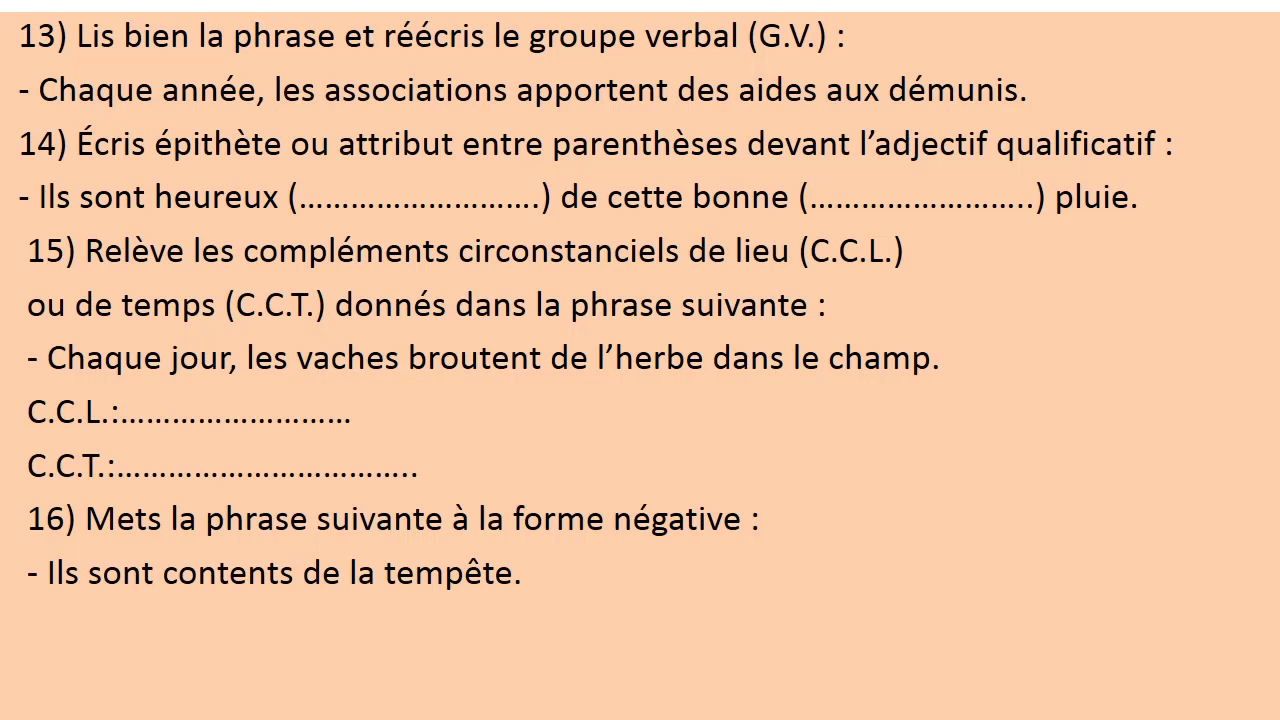 13) Lis bien la phrase et réécris le groupe verbal (G.V.) :
- Chaque année, les associations apportent des aides aux démunis.
14) Écris épithète ou attribut entre parenthèses devant l’adjectif qualificatif :
- Ils sont heureux (……………………….) de cette bonne (……………………..) pluie.
15) Relève les compléments circonstanciels de lieu (C.C.L.)
ou de temps (C.C.T.) donnés dans la phrase suivante :
- Chaque jour, les vaches broutent de l’herbe dans le champ.
C.C.L.:………………………
C.C.T.:……………………………..
16) Mets la phrase suivante à la forme négative :
- Ils sont contents de la tempête.